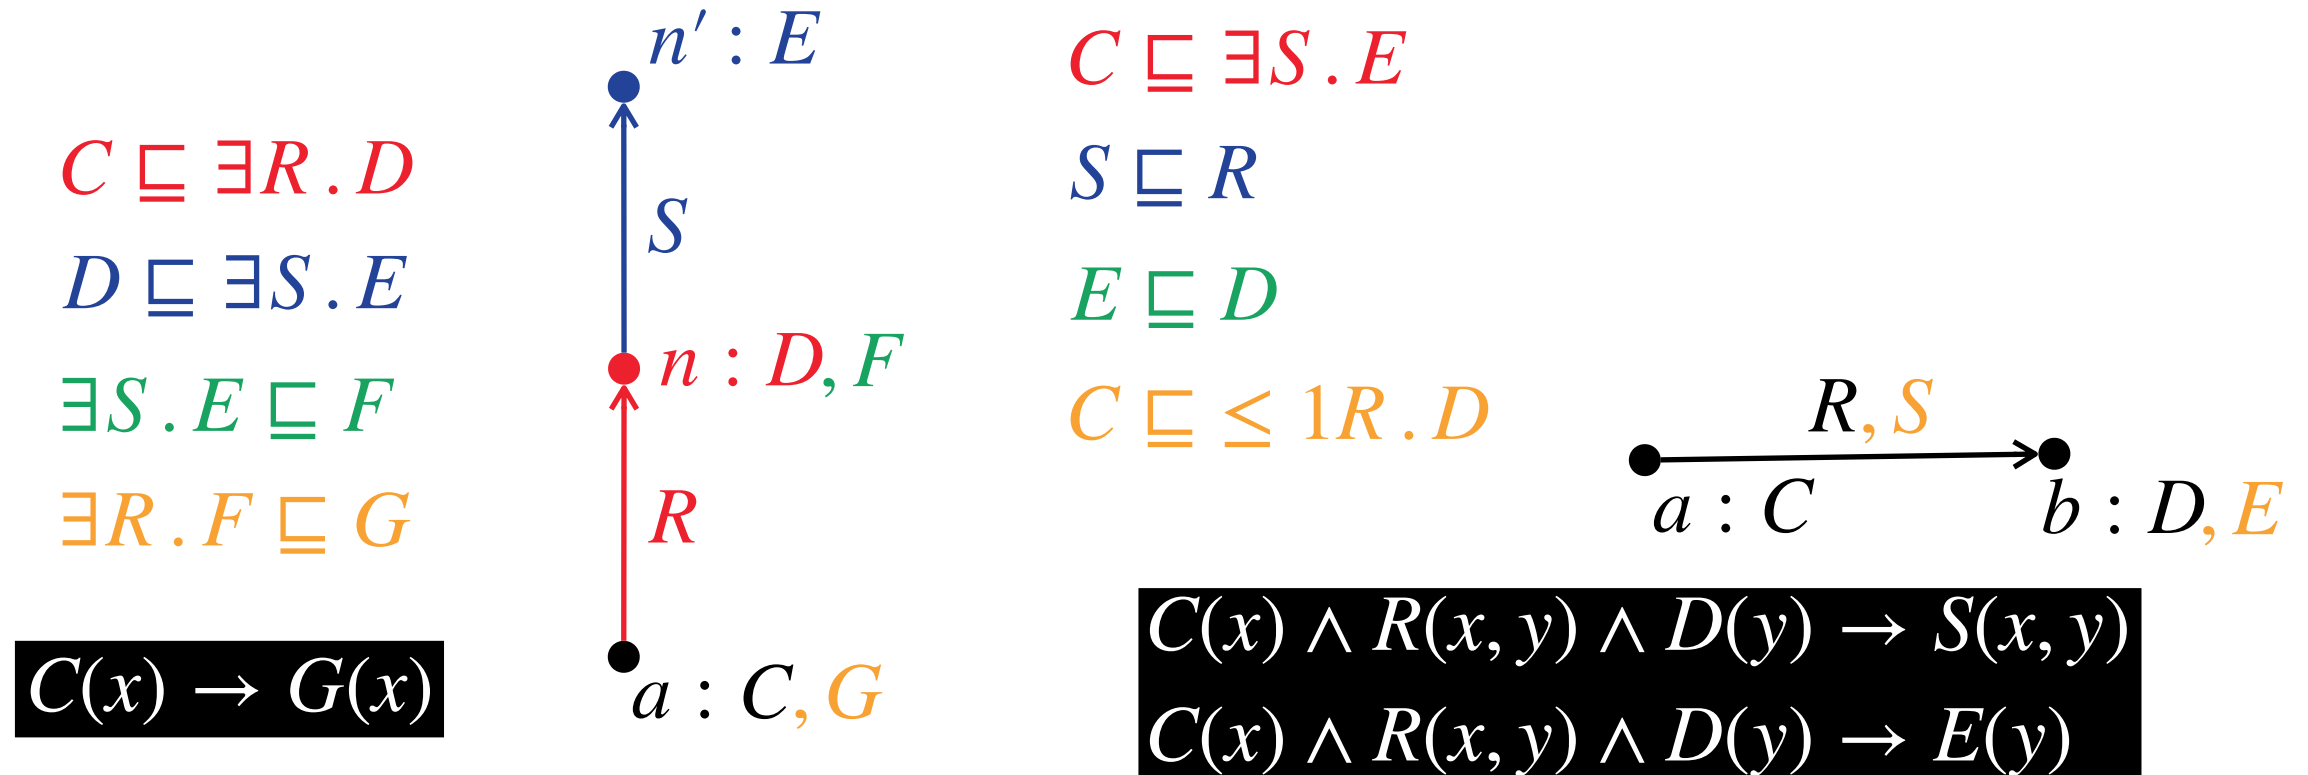 C ⊑ ∃R . D
D ⊑ ∃S . E
∃S . E ⊑ F
∃R . F ⊑ G
C(x) → G(x)
n′ : E
S
n : D, F
R
a : C, G
C ⊑ ∃S . E
S ⊑ R
E ⊑ D
C ⊑ ≤ 1R . D
R, S
a : C
b : D, E
C(x) ∧ R(x, y) ∧ D(y) → S(x, y)
C(x) ∧ R(x, y) ∧ D(y) → E(y)